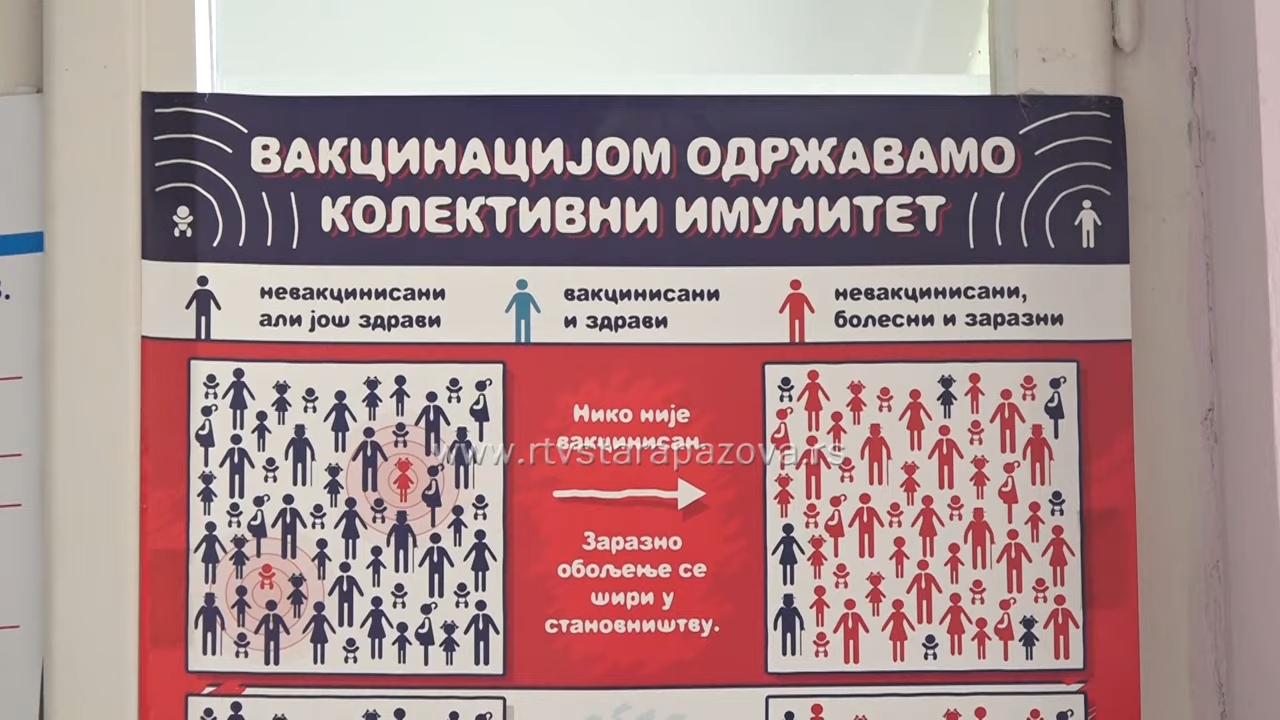 ВАКЦИНАЦИЈОМ ОДРЖАВАМО
КОЛЕКТИВНИ ИМУНИТЕТ
невакцинисани
али још здрави
вакцинисани
и здрави
невакцинисани,
болесни и заразни
Нико није
вакцинисан.
www.rtvstarapazova.rs
Заразно
обољење се
шири у
становништву.